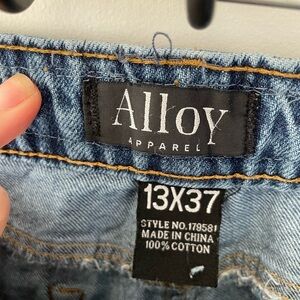 Alloy
APPAREL
13X37
STYLE NO.179581
MADE IN CHINA
100% COTTON